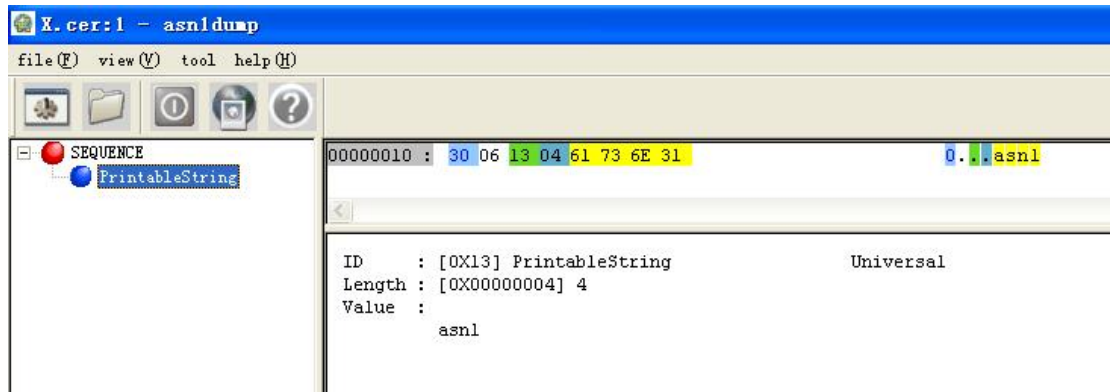 X.cer:1 - asn1dump
file(F) view(V) tool help(H)
SEQUENCE
PrintableString
00000010 : 30 06 13 04 61 73 6E 31 0...asn1
ID : [0X13] PrintableString Universal
Length : [0X00000004] 4
Value :
asn1